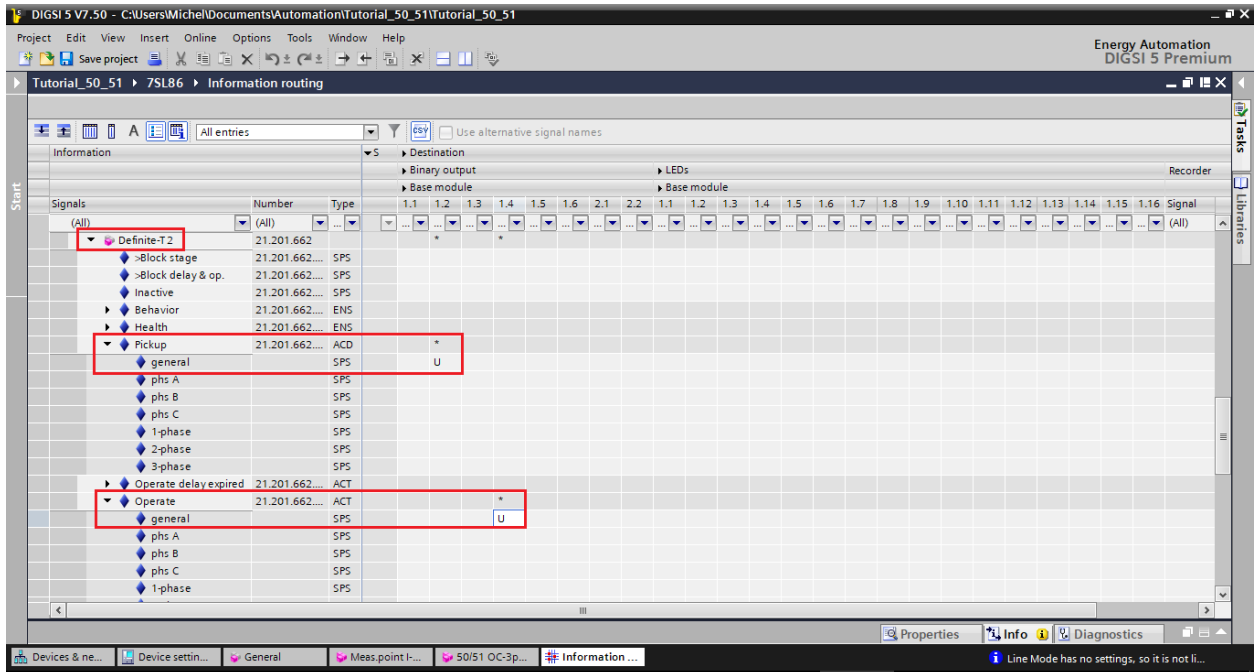 DIGSI 5 V7.50 - C:\Users\Michel\Documents\Automation\Tutorial_50_51\Tutorial_50_51
Project Edit View Insert Online Options Tools Window Help
Energy Automation
DIGSI 5 Premium
Save project
Tutorial_50_51 ▸ 7SL86 ▸ Information routing
All entries CSV Use alternative signal names
Information S Destination
Binary output LEDs Recorder
Base module Base module
Signals Number Type 1.1 1.2 1.3 1.4 1.5 1.6 2.1 2.2 1.1 1.2 1.3 1.4 1.5 1.6 1.7 1.8 1.9 1.10 1.11 1.12 1.13 1.14 1.15 1.16 Signal
(All) (All) ... ... ... ... ... ... ... ... ... ... ... ... ... ... ... ... ... ... ... ... ... ... ... ... ... (All)
Definite-T 2 21.201.662 * *
>Block stage 21.201.662.... SPS
>Block delay & op. 21.201.662.... SPS
Inactive 21.201.662.... SPS
Behavior 21.201.662.... ENS
Health 21.201.662.... ENS
Pickup 21.201.662.... ACD *
general SPS U
phs A SPS
phs B SPS
phs C SPS
1-phase SPS
2-phase SPS
3-phase SPS
Operate delay expired 21.201.662.... ACT
Operate 21.201.662.... ACT *
general SPS U
phs A SPS
phs B SPS
phs C SPS
1-phase SPS
Start
Tasks
Libraries
Properties Info Diagnostics
Devices & ne... Device settin... General Meas.point I-... 50/51 OC-3p... Information ... Line Mode has no settings, so it is not li...